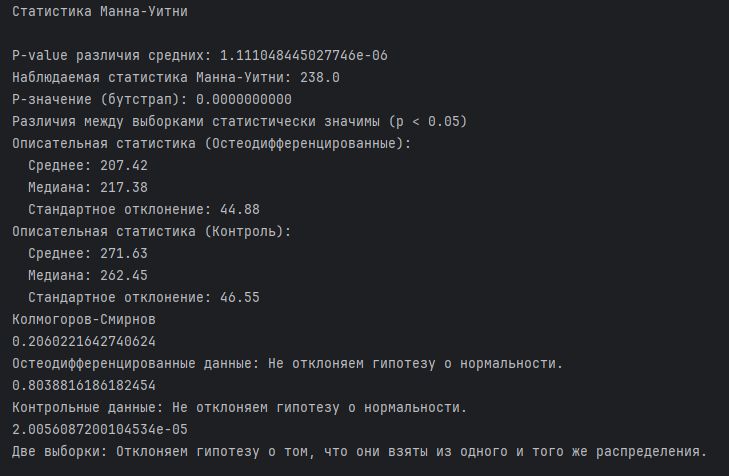 Статистика Манна-Уитни
P-value различия средних: 1.111048445027746e-06
Наблюдаемая статистика Манна-Уитни: 238.0
P-значение (бутстрап): 0.0000000000
Различия между выборками статистически значимы (p < 0.05)
Описательная статистика (Остеодифференцированные):
Среднее: 207.42
Медиана: 217.38
Стандартное отклонение: 44.88
Описательная статистика (Контроль):
Среднее: 271.63
Медиана: 262.45
Стандартное отклонение: 46.55
Колмогоров-Смирнов
0.2060221642740624
Остеодифференцированные данные: Не отклоняем гипотезу о нормальности.
0.8038816186182454
Контрольные данные: Не отклоняем гипотезу о нормальности.
2.0056087200104534e-05
Две выборки: Отклоняем гипотезу о том, что они взяты из одного и того же распределения.